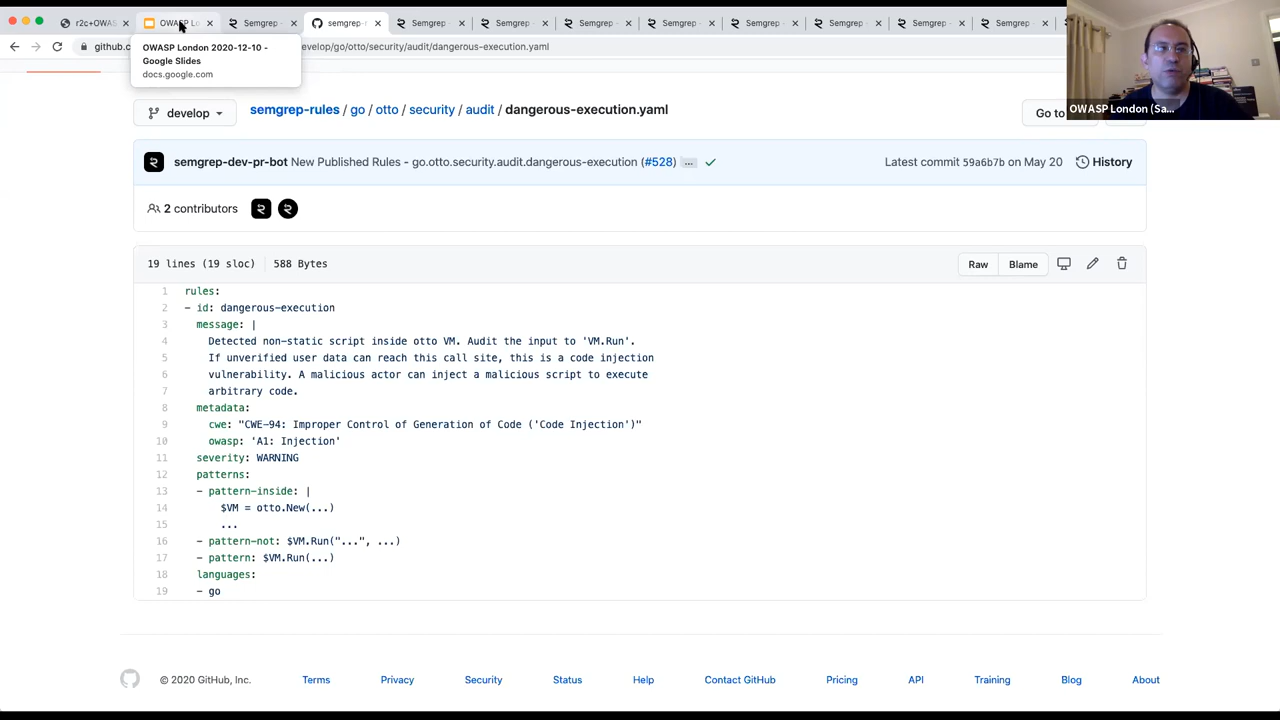 r2c+OWAS
OWASP Lo
Semgrep
semgrep-r
Semgrep
Semgrep
Semgrep
Semgrep
Semgrep
Semgrep
Semgrep
Semgrep
github.c
evelop/go/otto/security/audit/dangerous-execution.yaml
OWASP London 2020-12-10 -
Google Slides
docs.google.com
OWASP London (Sa...
develop
semgrep-rules / go / otto / security / audit / dangerous-execution.yaml
Go to
semgrep-dev-pr-bot New Published Rules - go.otto.security.audit.dangerous-execution (#528) ...
Latest commit 59a6b7b on May 20
History
2 contributors
19 lines (19 sloc) 588 Bytes
Raw
Blame
1 rules:
2 - id: dangerous-execution
3 message: |
4 Detected non-static script inside otto VM. Audit the input to 'VM.Run'.
5 If unverified user data can reach this call site, this is a code injection
6 vulnerability. A malicious actor can inject a malicious script to execute
7 arbitrary code.
8 metadata:
9 cwe: "CWE-94: Improper Control of Generation of Code ('Code Injection')"
10 owasp: 'A1: Injection'
11 severity: WARNING
12 patterns:
13 - pattern-inside: |
14 $VM = otto.New(...)
15 ...
16 - pattern-not: $VM.Run("...", ...)
17 - pattern: $VM.Run(...)
18 languages:
19 - go
© 2020 GitHub, Inc.
Terms
Privacy
Security
Status
Help
Contact GitHub
Pricing
API
Training
Blog
About